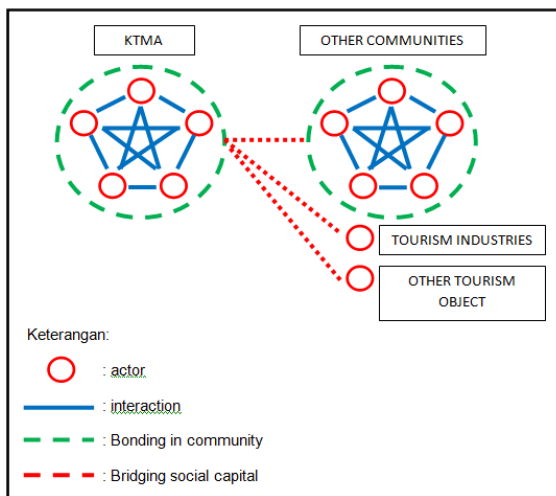 KTMA
OTHER COMMUNITIES
TOURISM INDUSTRIES
OTHER TOURISM
OBJECT
Keterangan:
: actor
: interaction
: Bonding in community
: Bridging social capital